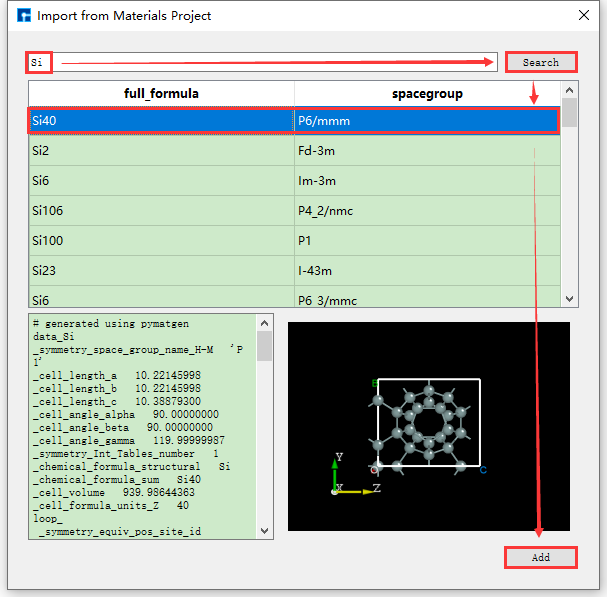 Import from Materials Project
Si
Search
full_formula spacegroup
Si40 P6/mmm
Si2 Fd-3m
Si6 Im-3m
Si106 P4_2/nmc
Si100 P1
Si23 I-43m
Si6 P6_3/mmc
# generated using pymatgen
data_Si
_symmetry_space_group_name_H-M 'P
1'
_cell_length_a 10.22145998
_cell_length_b 10.22145998
_cell_length_c 10.38879300
_cell_angle_alpha 90.00000000
_cell_angle_beta 90.00000000
_cell_angle_gamma 119.99999987
_symmetry_Int_Tables_number 1
_chemical_formula_structural Si
_chemical_formula_sum Si40
_cell_volume 939.98644363
_cell_formula_units_Z 40
loop_
_symmetry_equiv_pos_site_id
B
Y
O
C
X
Z
Add